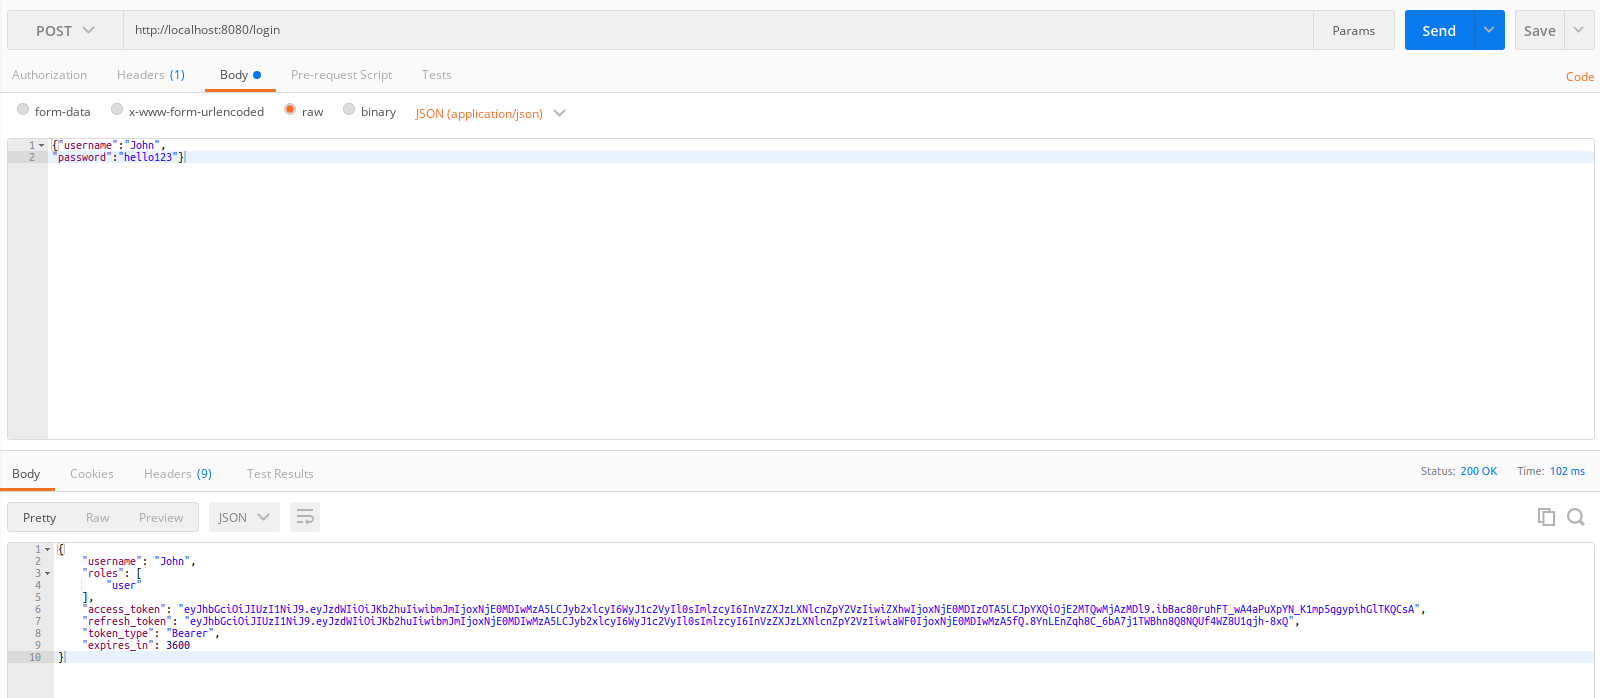 POST http://localhost:8080/login Params Send Save
Authorization Headers (1) Body Pre-request Script Tests Code
form-data x-www-form-urlencoded raw binary JSON (application/json)
1 {"username":"John",
2 "password":"hello123"}
Body Cookies Headers (9) Test Results Status: 200 OK Time: 102 ms
Pretty Raw Preview JSON
1 {
2 "username": "John",
3 "roles": [
4 "user"
5 ],
6 "access_token": "eyJhbGciOiJIUzI1NiJ9.eyJzdWIiOiJKb2huIiwibmJmIjoxNjE0MDIwMzA5LCJyb2xlcyI6WyJ1c2VyIl0sImlzcyI6InVzZXJzLXNlcnZpY2VzIiwiZXhwIjoxNjE0MDIzOTA5LCJpYXQiOjE2MTQwMjAzMDl9.ibBac80ruhFT_wA4aPuXpYN_K1mp5qgypihGlTKQCsA",
7 "refresh_token": "eyJhbGciOiJIUzI1NiJ9.eyJzdWIiOiJKb2huIiwibmJmIjoxNjE0MDIwMzA5LCJyb2xlcyI6WyJ1c2VyIl0sImlzcyI6InVzZXJzLXNlcnZpY2VzIiwiaWF0IjoxNjE0MDIwMzA5fQ.8YnLEnZqh8C_6bA7j1TWBhn8Q8NQUf4WZ8U1qjh-8xQ",
8 "token_type": "Bearer",
9 "expires_in": 3600
10 }